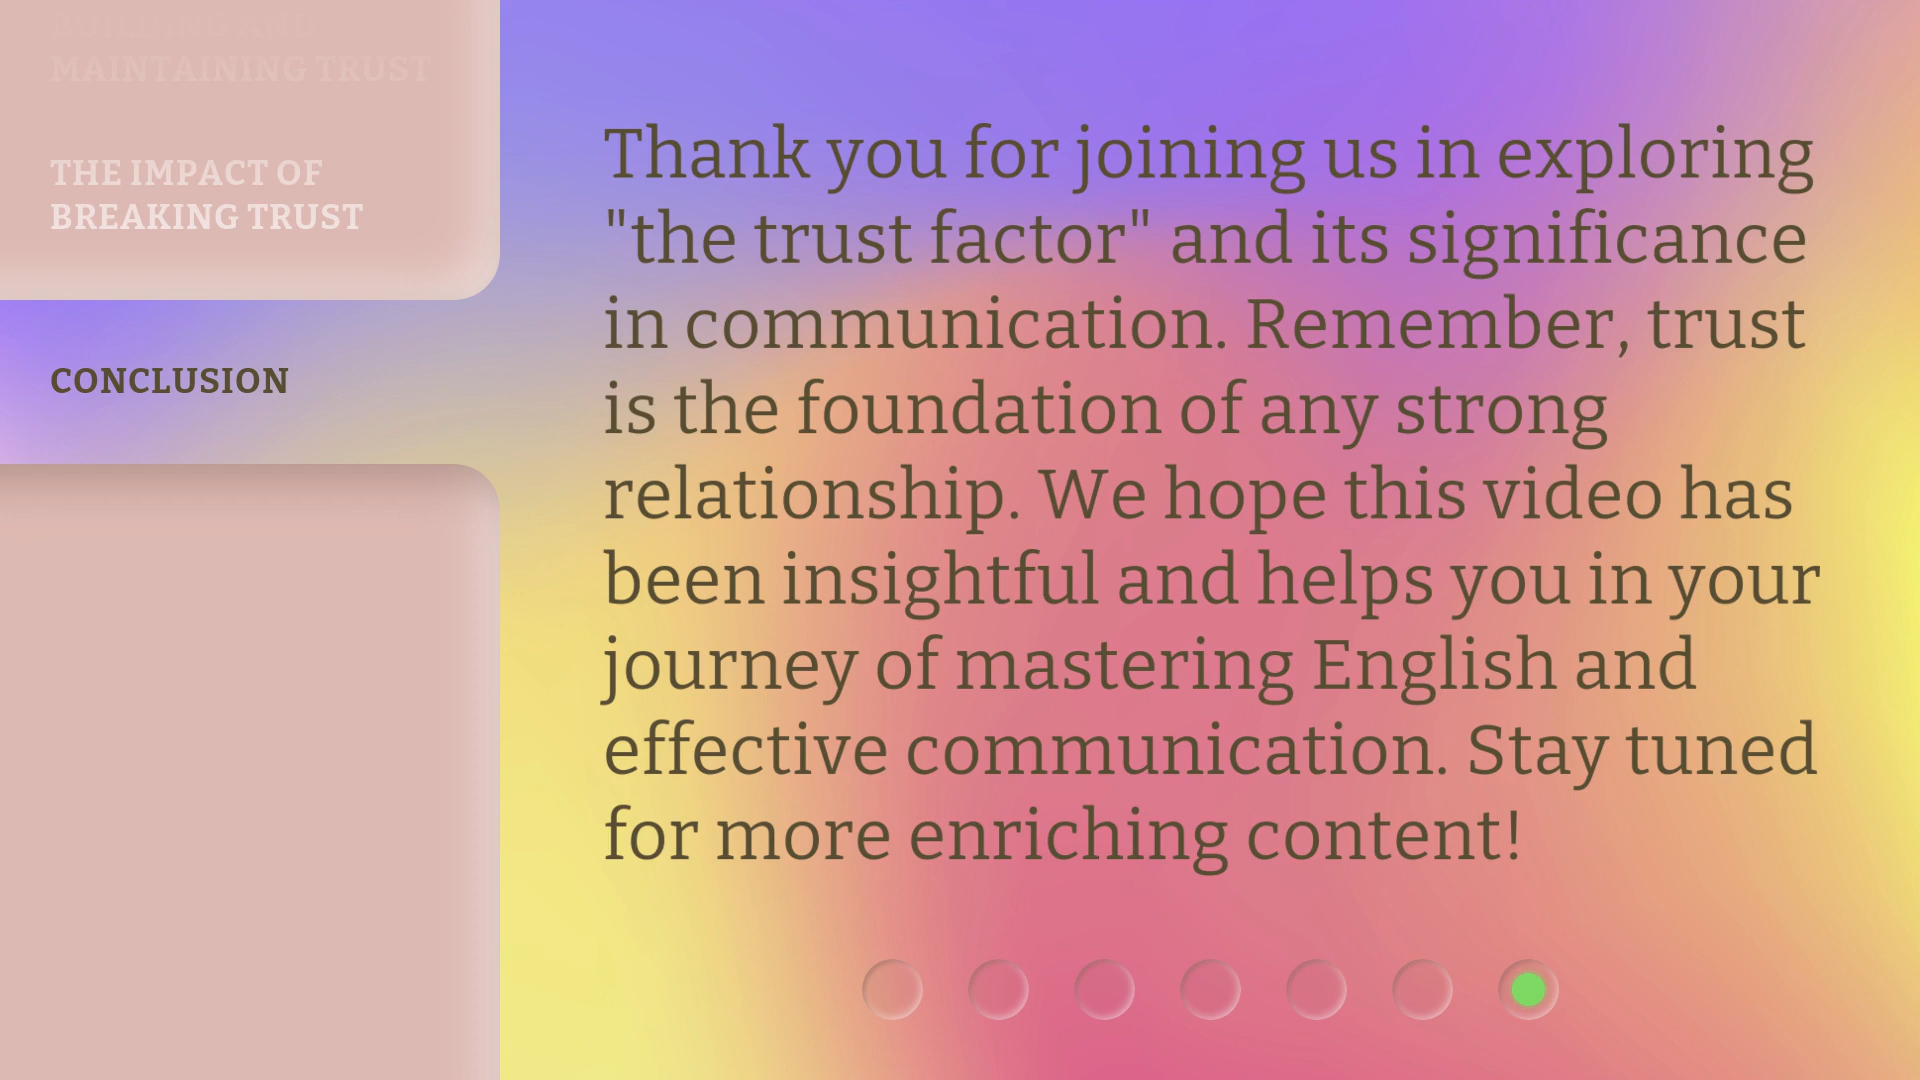 BUILDING AND
MAINTAINING TRUST
THE IMPACT OF
BREAKING TRUST
CONCLUSION
Thank you for joining us in exploring
"the trust factor" and its significance
in communication. Remember, trust
is the foundation of any strong
relationship. We hope this video has
been insightful and helps you in your
journey of mastering English and
effective communication. Stay tuned
for more enriching content!